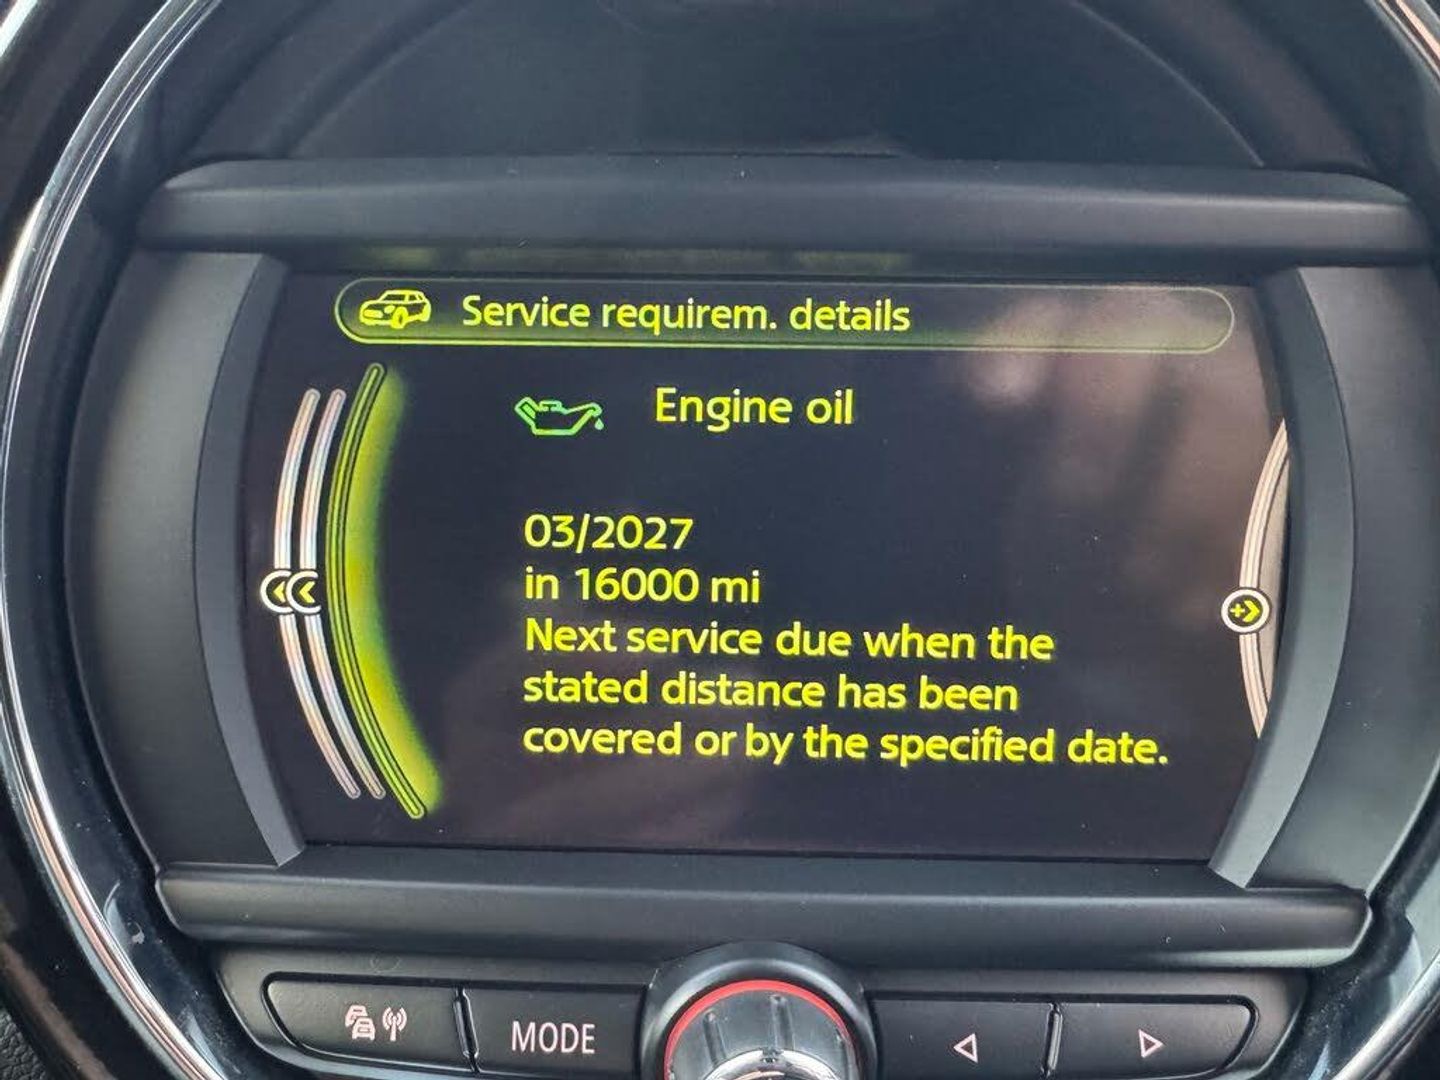 Service requirem. details
Engine oil
03/2027
in 16000 mi
Next service due when the
stated distance has been
covered or by the specified date.
MODE